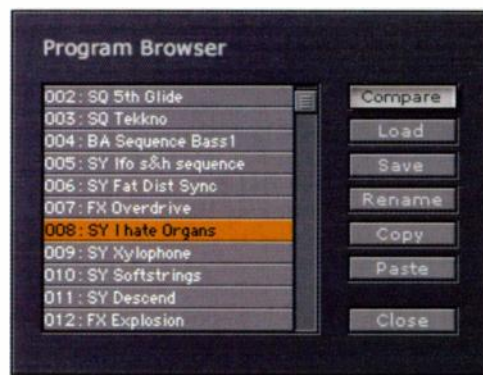 Program Browser
002: SQ 5th Glide
003: SQ Tekkno
004: BA Sequence Bass1
005: SY lfo s&h sequence
006: SY Fat Dist Sync
007: FX Overdrive
008: SY I hate Organs
009: SY Xylophone
010: SY Softstrings
011: SY Descend
012: FX Explosion
Compare
Load
Save
Rename
Copy
Paste
Close